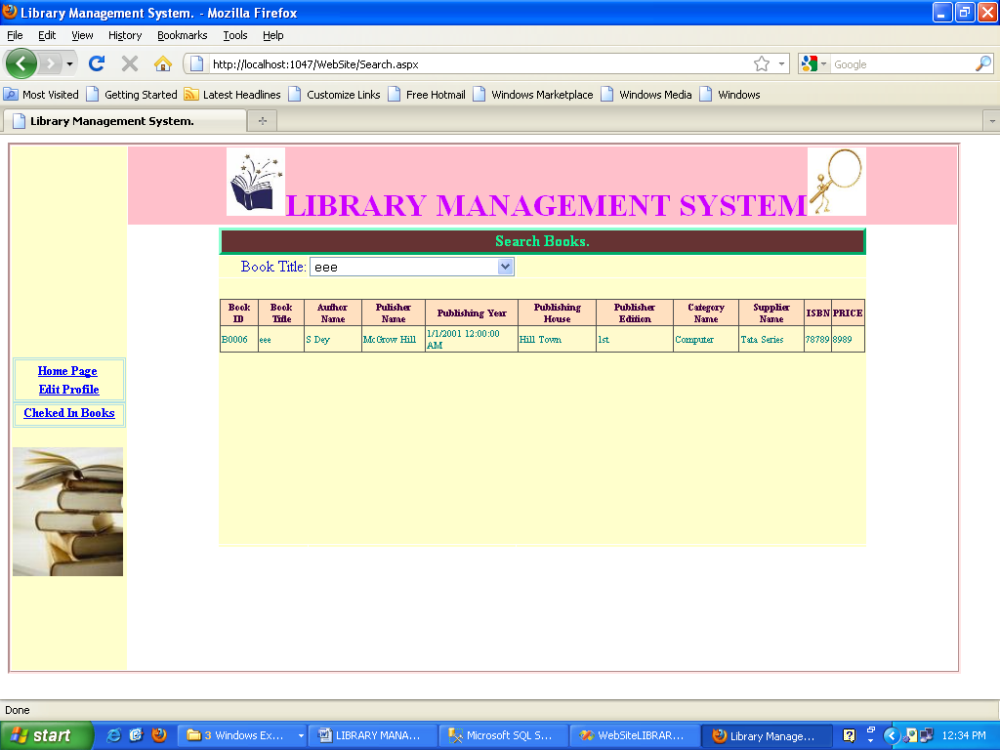 Library Management System. - Mozilla Firefox
File Edit View History Bookmarks Tools Help
http://localhost:1047/WebSite/Search.aspx
Google
Most Visited Getting Started Latest Headlines Customize Links Free Hotmail Windows Marketplace Windows Media Windows
Library Management System.
LIBRARY MANAGEMENT SYSTEM
Search Books.
Book Title: eee
Book ID Book Title Author Name Pulisher Name Publishing Year Publishing House Publisher Edition Category Name Supplier Name ISBN PRICE
B0006 eee S Dey McGrow Hill 1/1/2001 12:00:00 AM Hill Town 1st Computer Tata Series 78789 8989
Home Page
Edit Profile
Cheked In Books
Done
start 3 Windows Ex... LIBRARY MANA... Microsoft SQL S... WebSiteLIBRAR... Library Manage... 12:34 PM